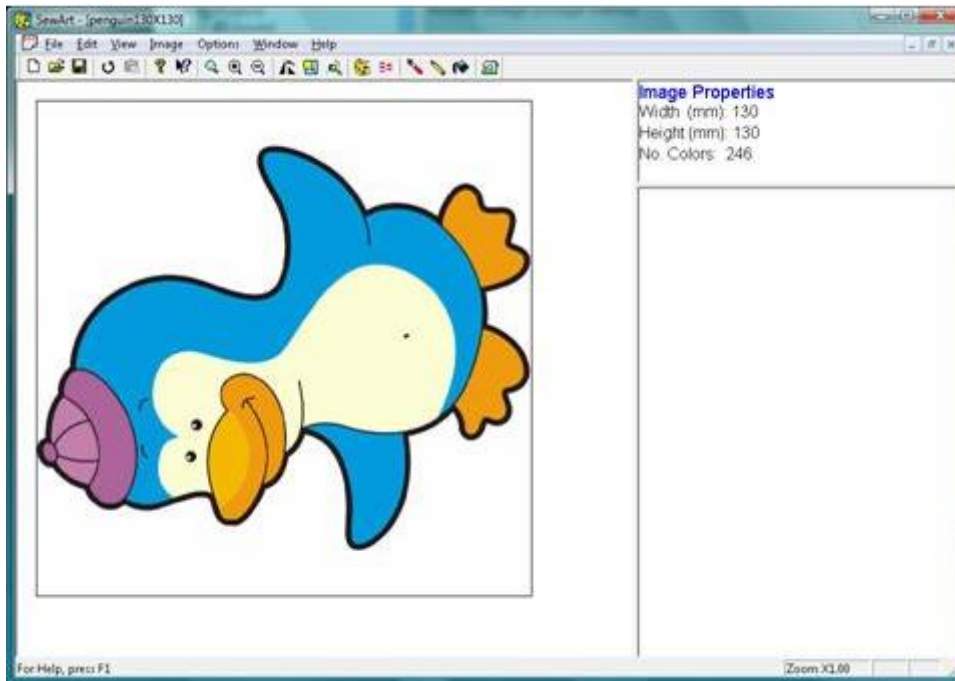 SewArt - [penguin130X130]
File Edit View Image Options Window Help
Image Properties
Width (mm): 130
Height (mm): 130
No. Colors: 246
For Help, press F1
Zoom X1.00